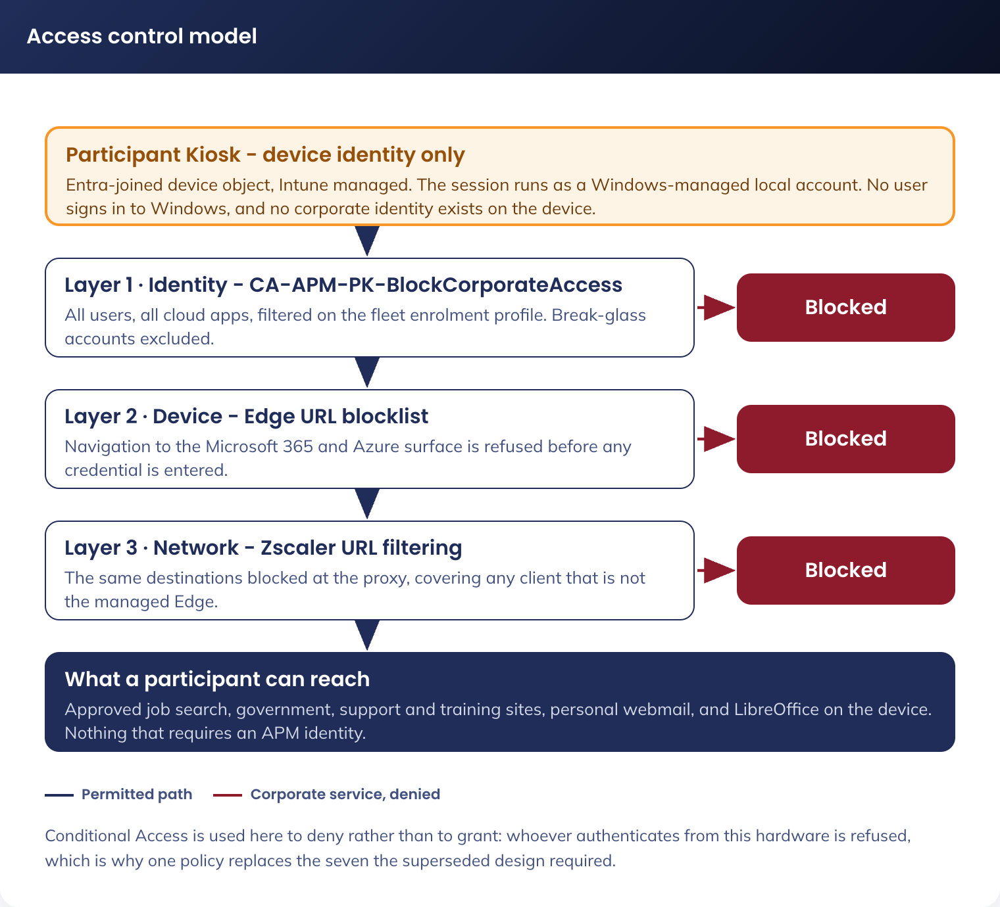 Access control model
Participant Kiosk - device identity only
Entra-joined device object, Intune managed. The session runs as a Windows-managed local account. No user
signs in to Windows, and no corporate identity exists on the device.
Layer 1 · Identity - CA-APM-PK-BlockCorporateAccess
All users, all cloud apps, filtered on the fleet enrolment profile. Break-glass
accounts excluded.
Blocked
Layer 2 · Device - Edge URL blocklist
Navigation to the Microsoft 365 and Azure surface is refused before any
credential is entered.
Blocked
Layer 3 · Network - Zscaler URL filtering
The same destinations blocked at the proxy, covering any client that is not
the managed Edge.
Blocked
What a participant can reach
Approved job search, government, support and training sites, personal webmail, and LibreOffice on the device.
Nothing that requires an APM identity.
Permitted path
Corporate service, denied
Conditional Access is used here to deny rather than to grant: whoever authenticates from this hardware is refused,
which is why one policy replaces the seven the superseded design required.